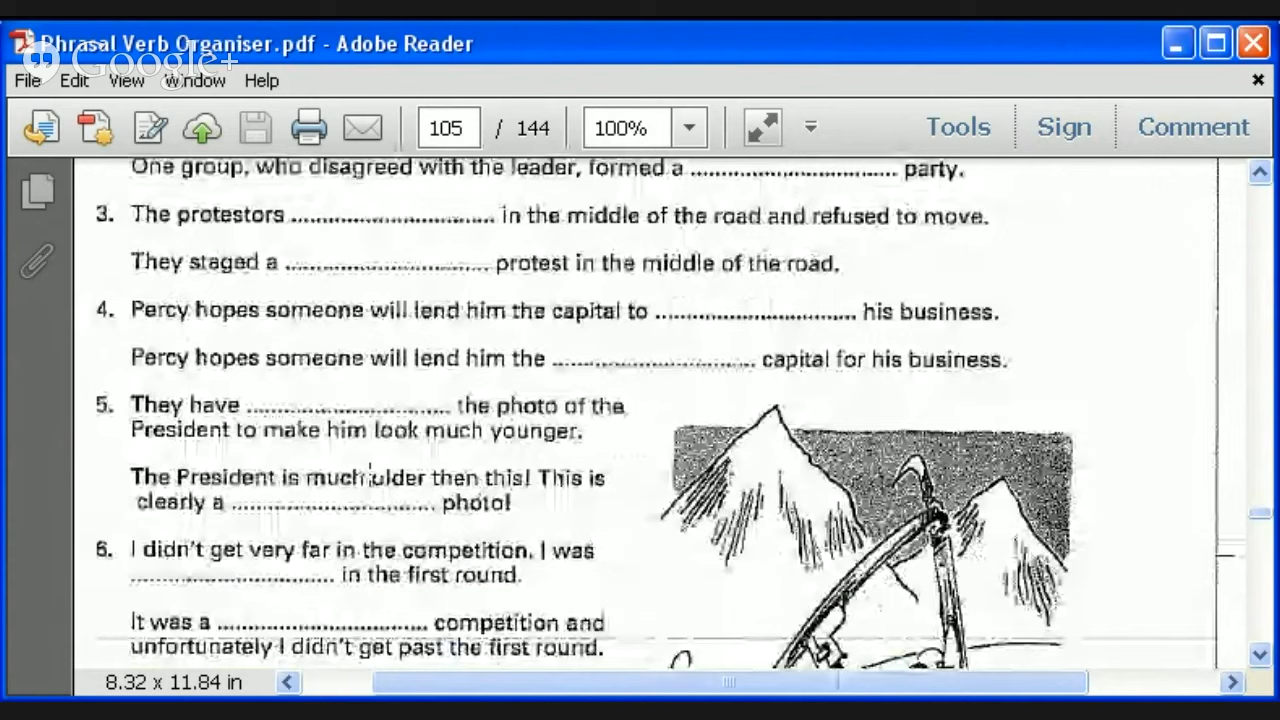 Phrasal Verb Organiser.pdf - Adobe Reader
Google+
File Edit View Window Help
105 / 144 100% Tools Sign Comment
One group, who disagreed with the leader, formed a .................................. party.
3. The protestors .................................. in the middle of the road and refused to move.
They staged a .................................. protest in the middle of the road.
4. Percy hopes someone will lend him the capital to .................................. his business.
Percy hopes someone will lend him the .................................. capital for his business.
5. They have .................................. the photo of the
President to make him look much younger.
The President is much older then this! This is
clearly a .................................. photo!
6. I didn't get very far in the competition. I was
.................................. in the first round.
It was a .................................. competition and
unfortunately I didn't get past the first round.
8.32 x 11.84 in